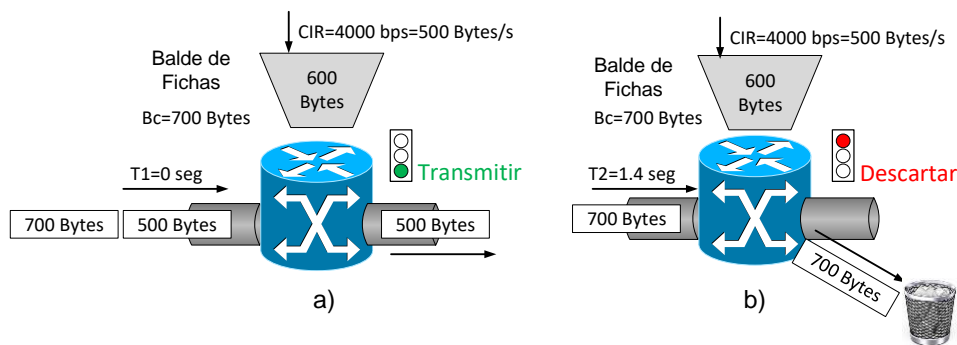 CIR=4000 bps=500 Bytes/s
Balde de
Fichas
600
Bytes
Bc=700 Bytes
T1=0 seg
Transmitir
700 Bytes
500 Bytes
500 Bytes
a)
CIR=4000 bps=500 Bytes/s
Balde de
Fichas
600
Bytes
Bc=700 Bytes
T2=1.4 seg
Descartar
700 Bytes
700 Bytes
b)